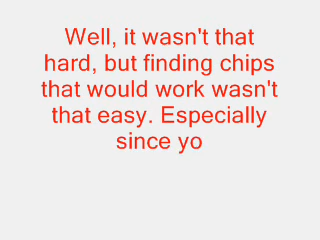 Well, it wasn't that
hard, but finding chips
that would work wasn't
that easy. Especially
since yo